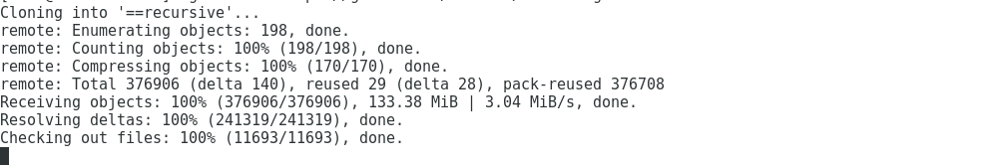 Cloning into '==recursive'...
remote: Enumerating objects: 198, done.
remote: Counting objects: 100% (198/198), done.
remote: Compressing objects: 100% (170/170), done.
remote: Total 376906 (delta 140), reused 29 (delta 28), pack-reused 376708
Receiving objects: 100% (376906/376906), 133.38 MiB | 3.04 MiB/s, done.
Resolving deltas: 100% (241319/241319), done.
Checking out files: 100% (11693/11693), done.